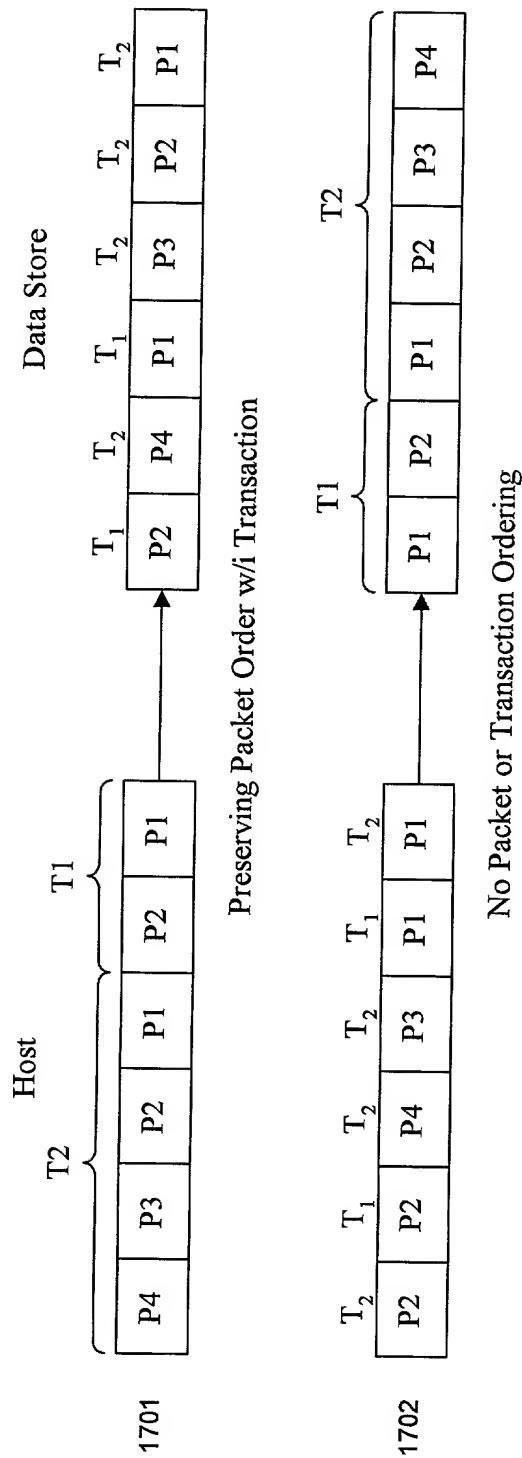 Host
Data Store
T2
T1
T₁ T₂ T₁ T₂ T₂ T₂
1701
P4 P3 P2 P1 P2 P1
P2 P4 P1 P3 P2 P1
Preserving Packet Order w/i Transaction
T₂ T₁ T₂ T₂ T₁ T₂
T1
T2
1702
P2 P2 P4 P3 P1 P1
P1 P2 P1 P2 P3 P4
No Packet or Transaction Ordering